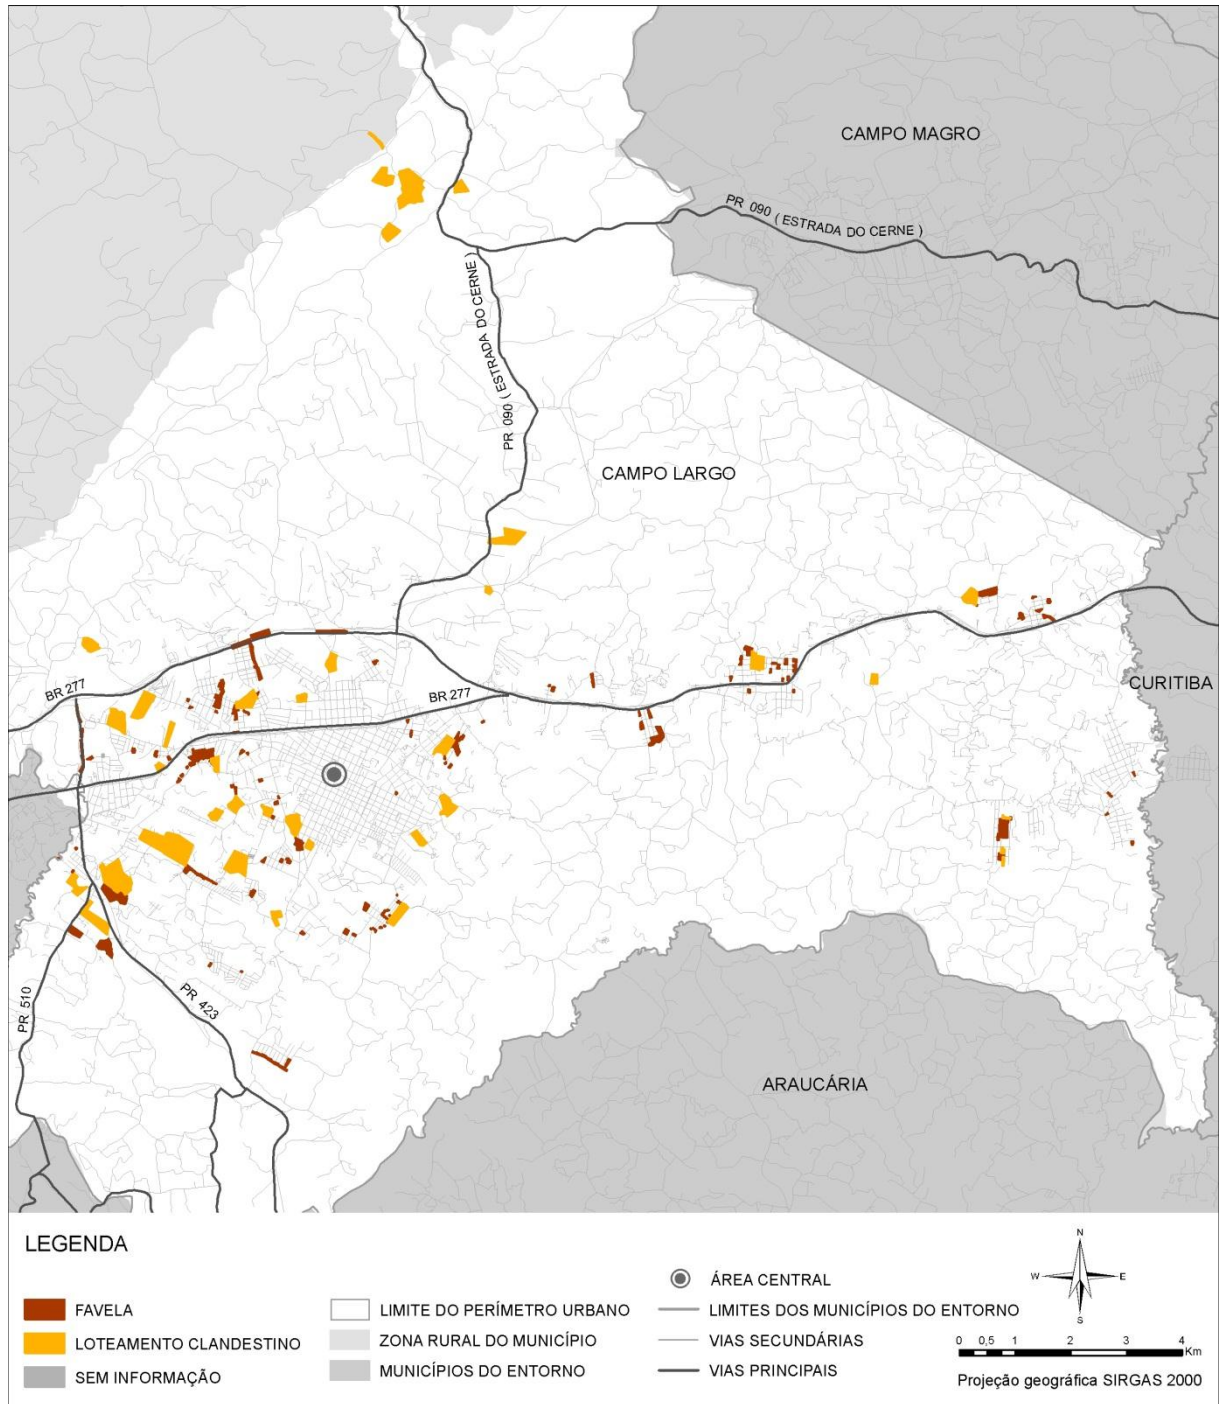 CAMPO MAGRO
PR 090 ( ESTRADA DO CERNE )
PR 090 ( ESTRADA DO CERNE )
CAMPO LARGO
CURITIBA
BR 277
BR 277
PR 510
PR 423
ARAUCÁRIA
LEGENDA
FAVELA
LOTEAMENTO CLANDESTINO
SEM INFORMAÇÃO
LIMITE DO PERÍMETRO URBANO
ZONA RURAL DO MUNICÍPIO
MUNICÍPIOS DO ENTORNO
ÁREA CENTRAL
LIMITES DOS MUNICÍPIOS DO ENTORNO
VIAS SECUNDÁRIAS
VIAS PRINCIPAIS
N
W E
S
0 0,5 1 2 3 4
Km
Projeção geográfica SIRGAS 2000